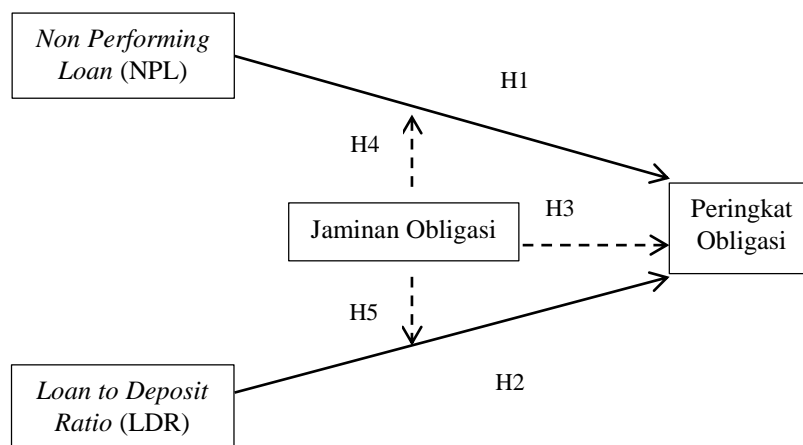 Non Performing
Loan (NPL)
H1
H4
Jaminan Obligasi
H3
Peringkat
Obligasi
H5
Loan to Deposit
Ratio (LDR)
H2